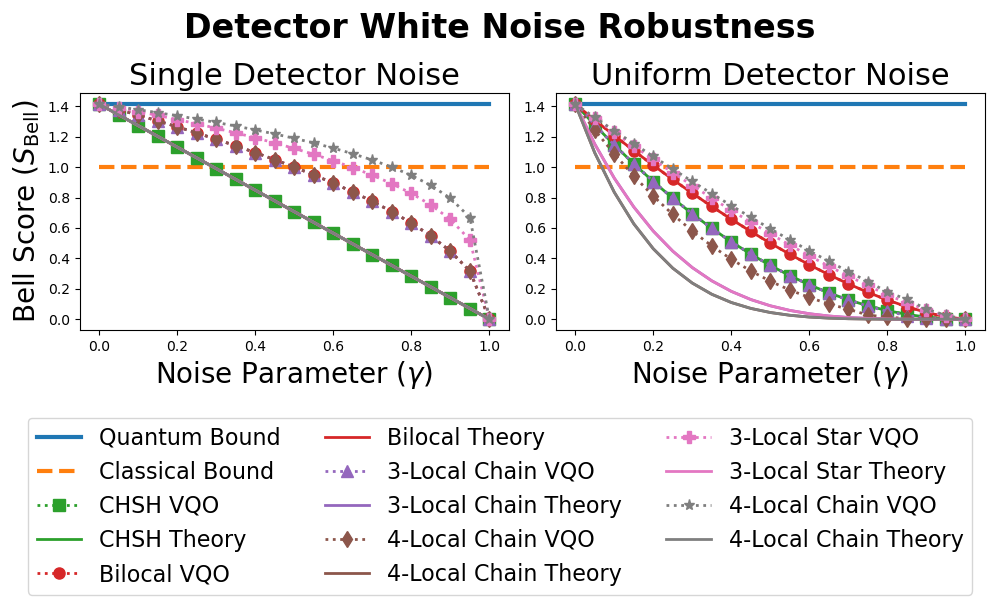 Detector White Noise Robustness
Single Detector Noise
Uniform Detector Noise
Bell Score (S_Bell)
1.4
1.2
1.0
0.8
0.6
0.4
0.2
0.0
0.0 0.2 0.4 0.6 0.8 1.0
Noise Parameter (γ)
1.4
1.2
1.0
0.8
0.6
0.4
0.2
0.0
0.0 0.2 0.4 0.6 0.8 1.0
Noise Parameter (γ)
Quantum Bound
Classical Bound
CHSH VQO
CHSH Theory
Bilocal VQO
Bilocal Theory
3-Local Chain VQO
3-Local Chain Theory
4-Local Chain VQO
4-Local Chain Theory
3-Local Star VQO
3-Local Star Theory
4-Local Chain VQO
4-Local Chain Theory